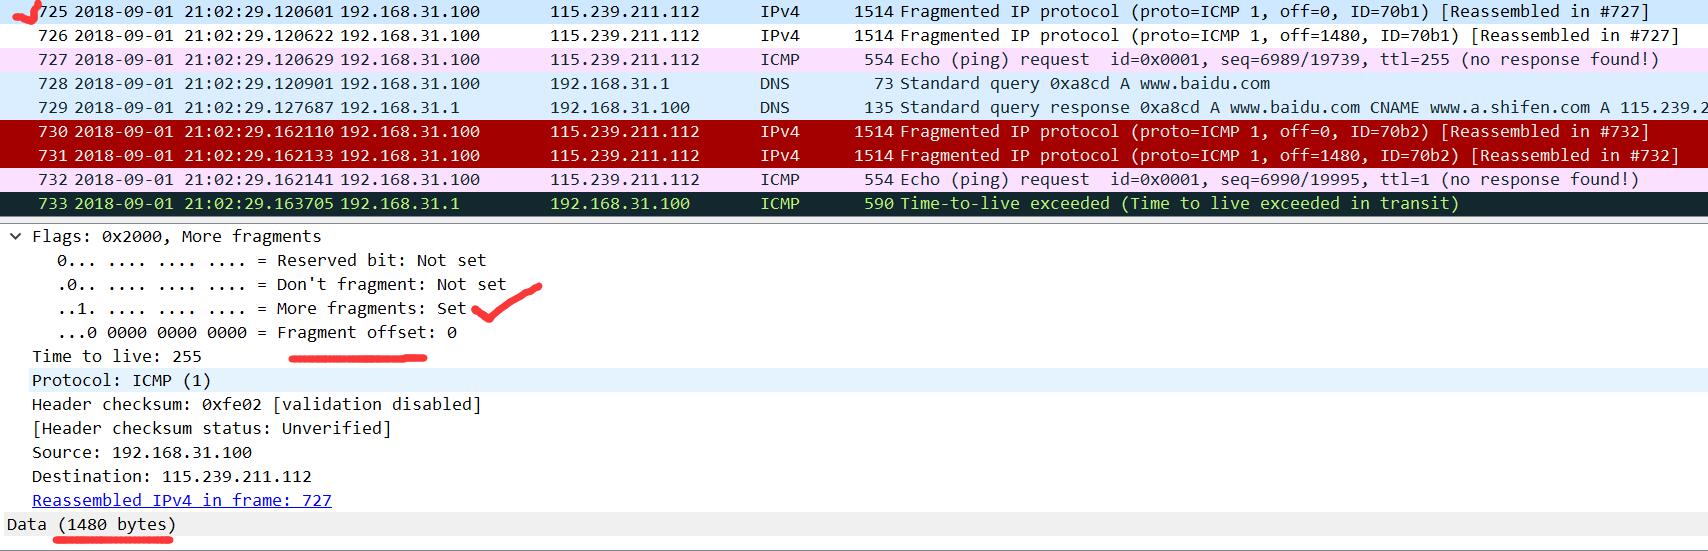 725 2018-09-01 21:02:29.120601 192.168.31.100 115.239.211.112 IPv4 1514 Fragmented IP protocol (proto=ICMP 1, off=0, ID=70b1) [Reassembled in #727]
726 2018-09-01 21:02:29.120622 192.168.31.100 115.239.211.112 IPv4 1514 Fragmented IP protocol (proto=ICMP 1, off=1480, ID=70b1) [Reassembled in #727]
727 2018-09-01 21:02:29.120629 192.168.31.100 115.239.211.112 ICMP 554 Echo (ping) request id=0x0001, seq=6989/19739, ttl=255 (no response found!)
728 2018-09-01 21:02:29.120901 192.168.31.100 192.168.31.1 DNS 73 Standard query 0xa8cd A www.baidu.com
729 2018-09-01 21:02:29.127687 192.168.31.1 192.168.31.100 DNS 135 Standard query response 0xa8cd A www.baidu.com CNAME www.a.shifen.com A 115.239.2
730 2018-09-01 21:02:29.162110 192.168.31.100 115.239.211.112 IPv4 1514 Fragmented IP protocol (proto=ICMP 1, off=0, ID=70b2) [Reassembled in #732]
731 2018-09-01 21:02:29.162133 192.168.31.100 115.239.211.112 IPv4 1514 Fragmented IP protocol (proto=ICMP 1, off=1480, ID=70b2) [Reassembled in #732]
732 2018-09-01 21:02:29.162141 192.168.31.100 115.239.211.112 ICMP 554 Echo (ping) request id=0x0001, seq=6990/19995, ttl=1 (no response found!)
733 2018-09-01 21:02:29.163705 192.168.31.1 192.168.31.100 ICMP 590 Time-to-live exceeded (Time to live exceeded in transit)
Flags: 0x2000, More fragments
0... .... .... .... = Reserved bit: Not set
.0.. .... .... .... = Don't fragment: Not set
..1. .... .... .... = More fragments: Set
...0 0000 0000 0000 = Fragment offset: 0
Time to live: 255
Protocol: ICMP (1)
Header checksum: 0xfe02 [validation disabled]
[Header checksum status: Unverified]
Source: 192.168.31.100
Destination: 115.239.211.112
Reassembled IPv4 in frame: 727
Data (1480 bytes)